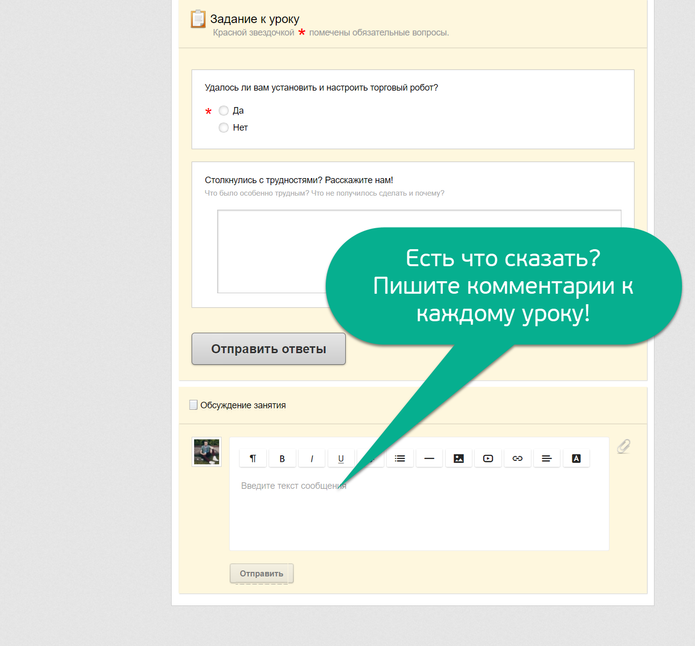 Задание к уроку
Красной звездочкой * помечены обязательные вопросы.
Удалось ли вам установить и настроить торговый робот?
* Да
Нет
Столкнулись с трудностями? Расскажите нам!
Что было особенно трудным? Что не получилось сделать и почему?
Есть что сказать?
Пишите комментарии к
каждому уроку!
Отправить ответы
Обсуждение занятия
¶ B I U A
Введите текст сообщения
Отправить